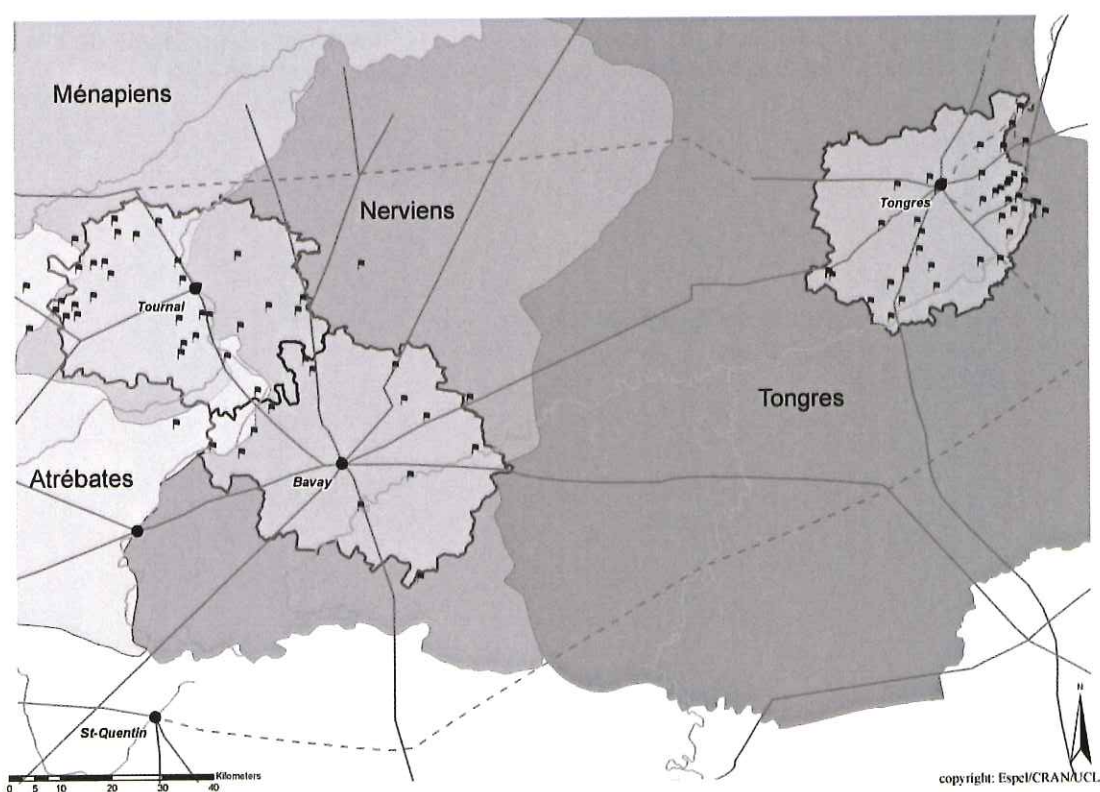 Ménapiens
Nerviens
Tongres
Tournai
Tongres
Bavay
Atrébates
St-Quentin
Kilometers
0 5 10 20 30 40
N
copyright: Espel/CRAN/UCL